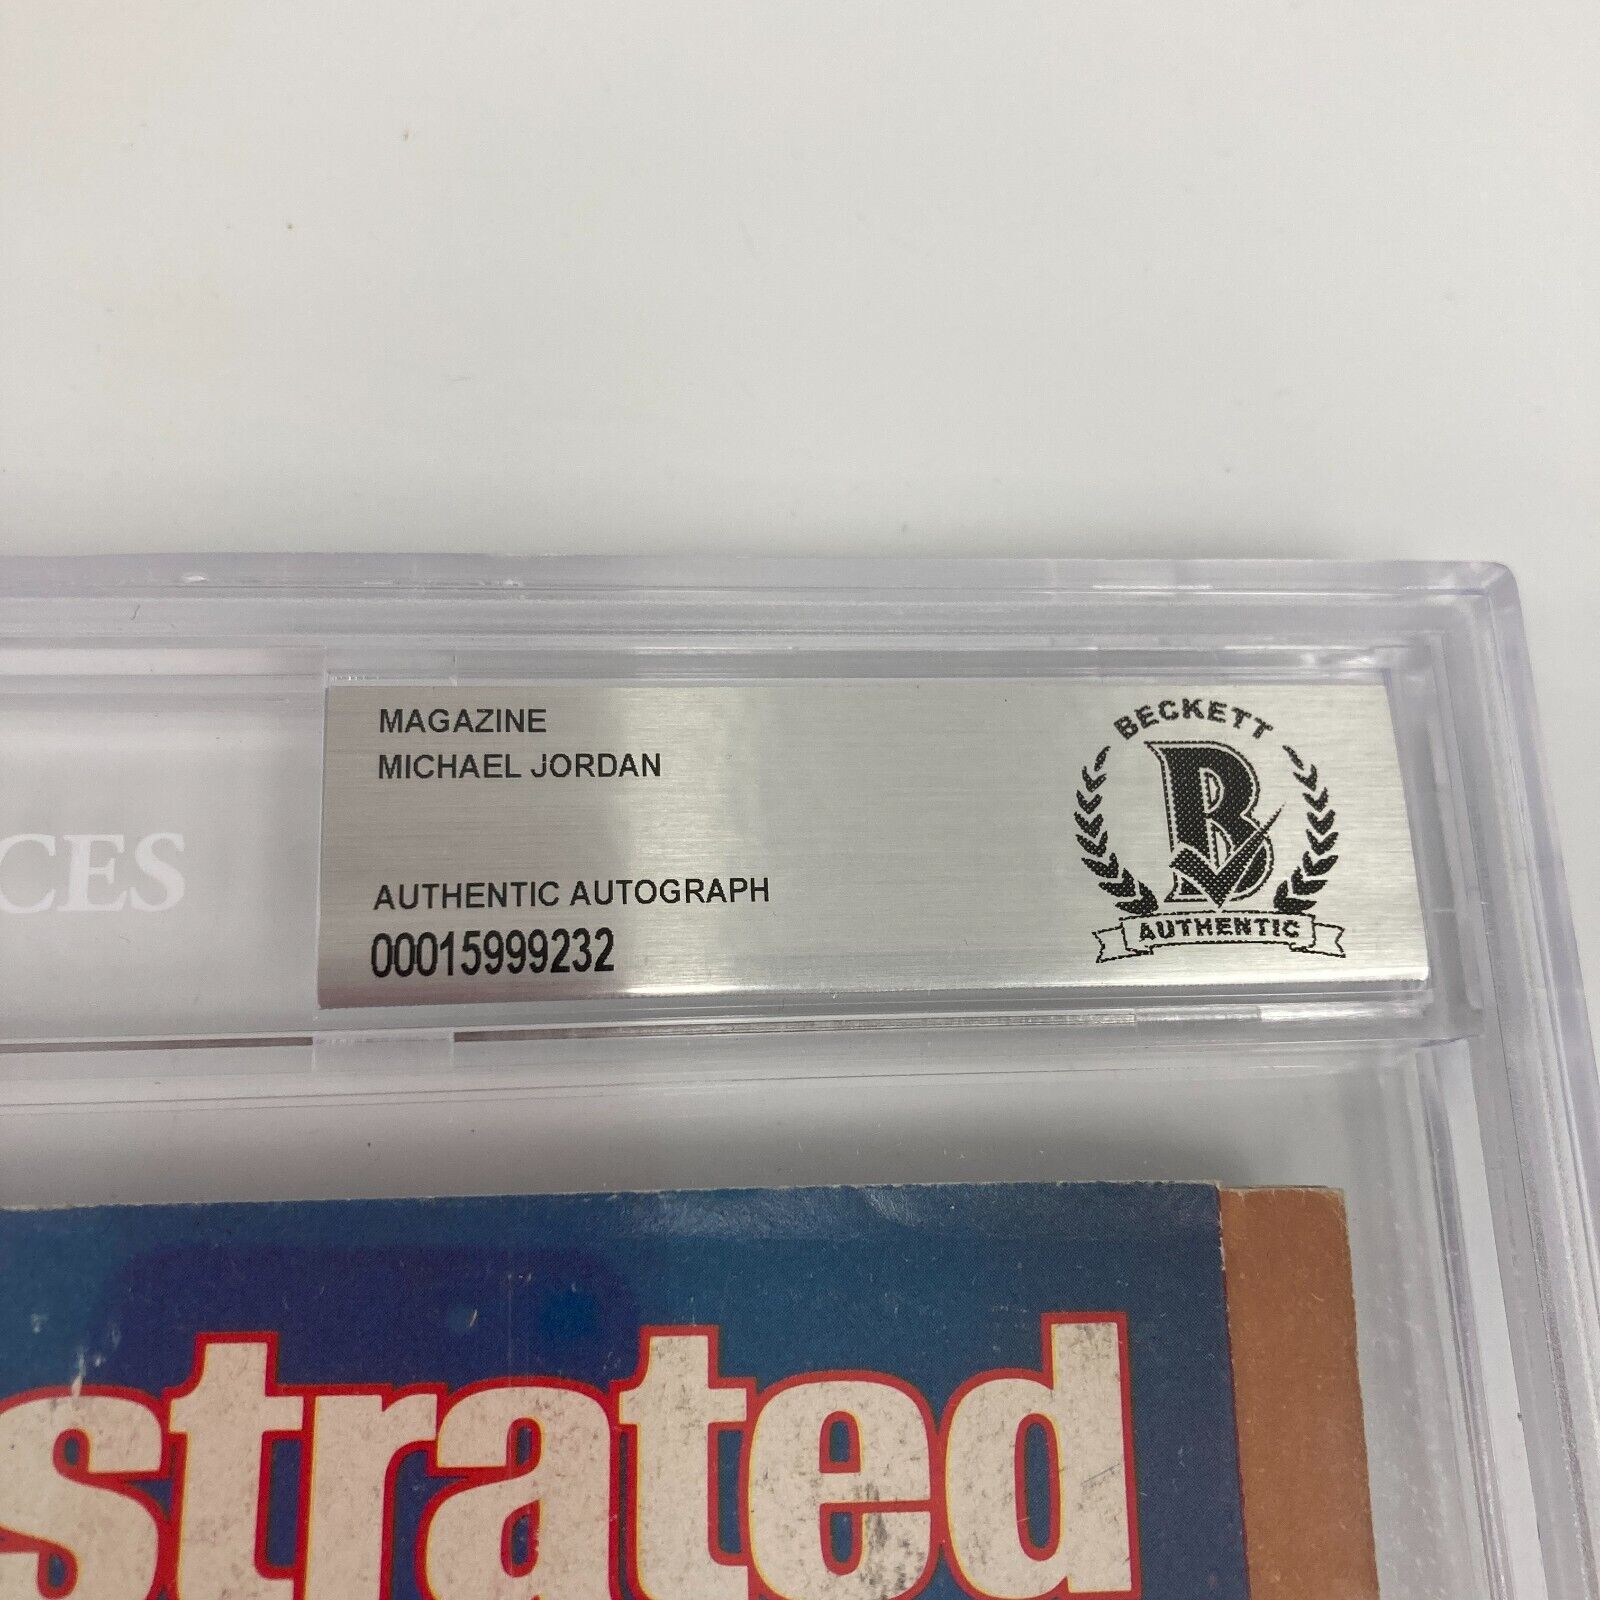 MAGAZINE
MICHAEL JORDAN
AUTHENTIC AUTOGRAPH
00015999232
BECKETT
B
AUTHENTIC
CES
strated